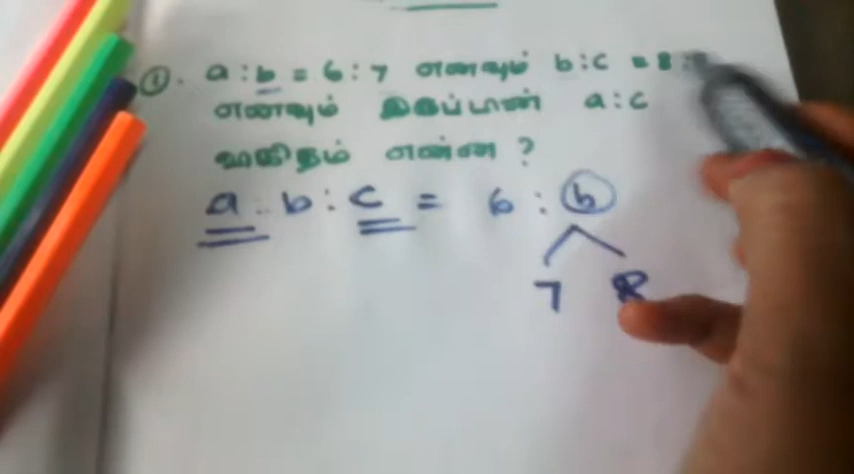 ①. a : b = 6 : 7 எனவும் b : c = 8 :
எனவும் இருப்பாண் a : c
விகிதம் என்ன ?
a : b : c = 6 : b
7 8